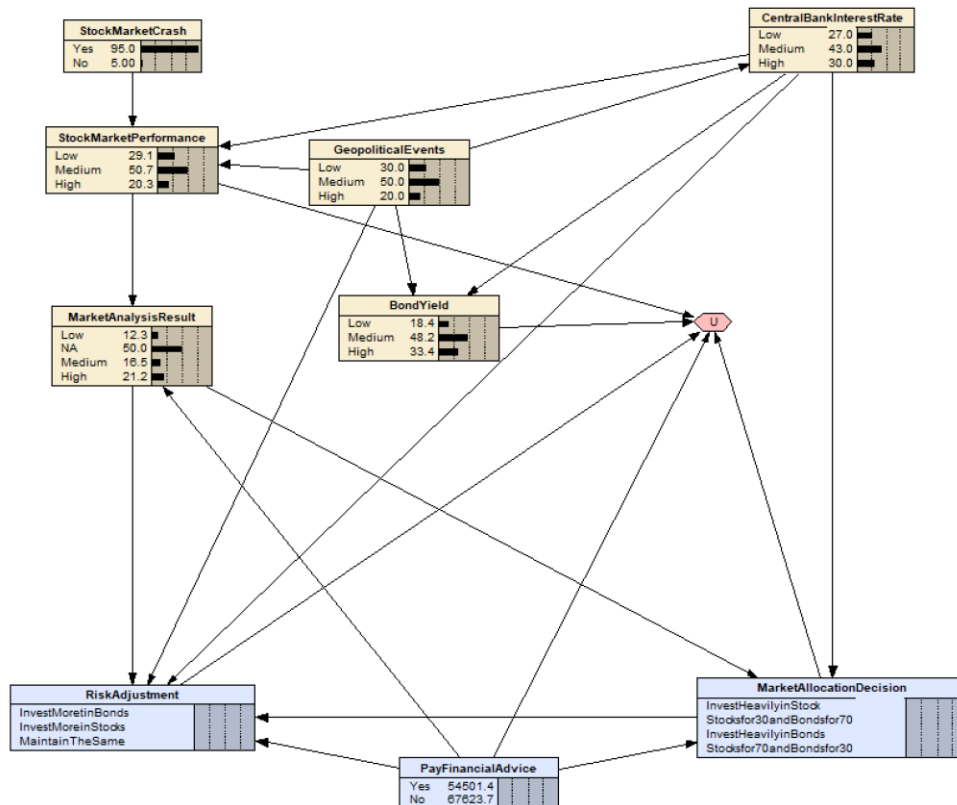 StockMarketCrash
Yes 95.0
No 5.00
CentralBankInterestRate
Low 27.0
Medium 43.0
High 30.0
StockMarketPerformance
Low 29.1
Medium 50.7
High 20.3
GeopoliticalEvents
Low 30.0
Medium 50.0
High 20.0
MarketAnalysisResult
Low 12.3
NA 50.0
Medium 16.5
High 21.2
BondYield
Low 18.4
Medium 48.2
High 33.4
U
RiskAdjustment
InvestMoretinBonds
InvestMoreinStocks
MaintainTheSame
MarketAllocationDecision
InvestHeavilyinStock
Stocksfor30andBondsfor70
InvestHeavilyinBonds
Stocksfor70andBondsfor30
PayFinancialAdvice
Yes 54501.4
No 67623.7